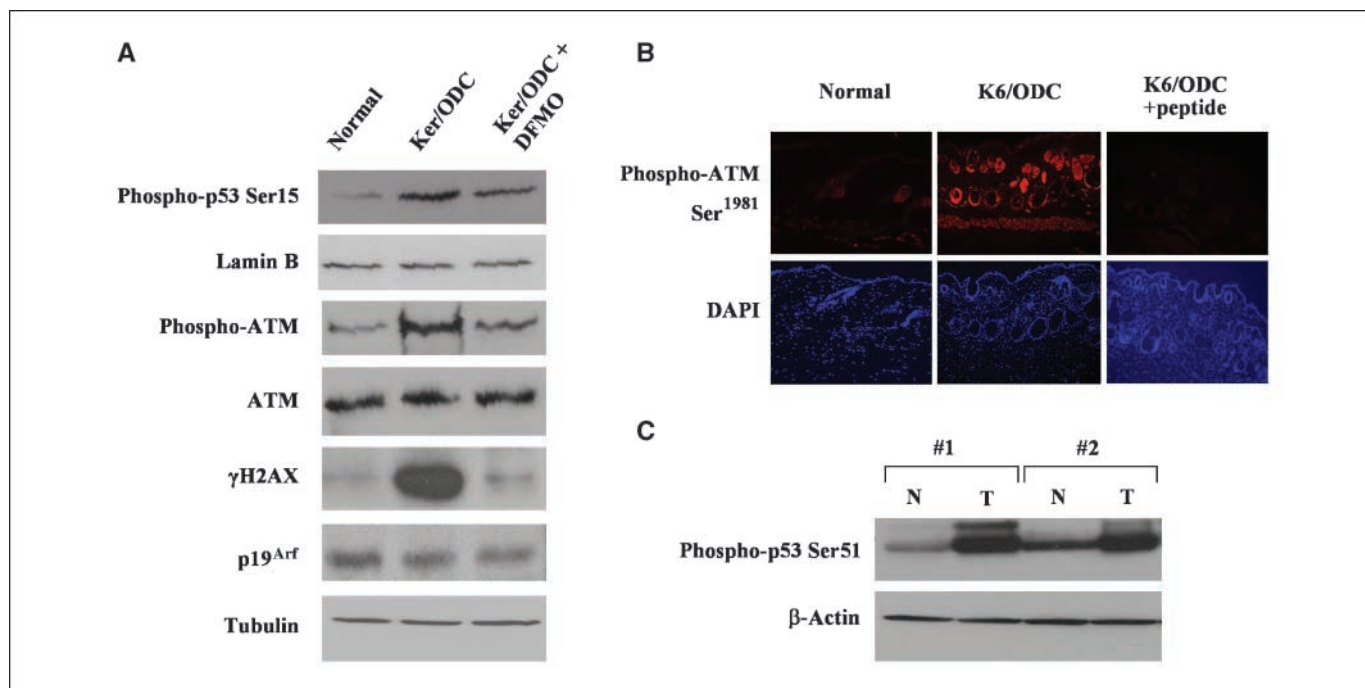 A
Normal
Ker/ODC
Ker/ODC +
DFMO
Phospho-p53 Ser15
Lamin B
Phospho-ATM
ATM
γH2AX
p19Arf
Tubulin
B
Normal
K6/ODC
K6/ODC
+peptide
Phospho-ATM
Ser1981
DAPI
C
#1
#2
N
T
N
T
Phospho-p53 Ser51
β-Actin